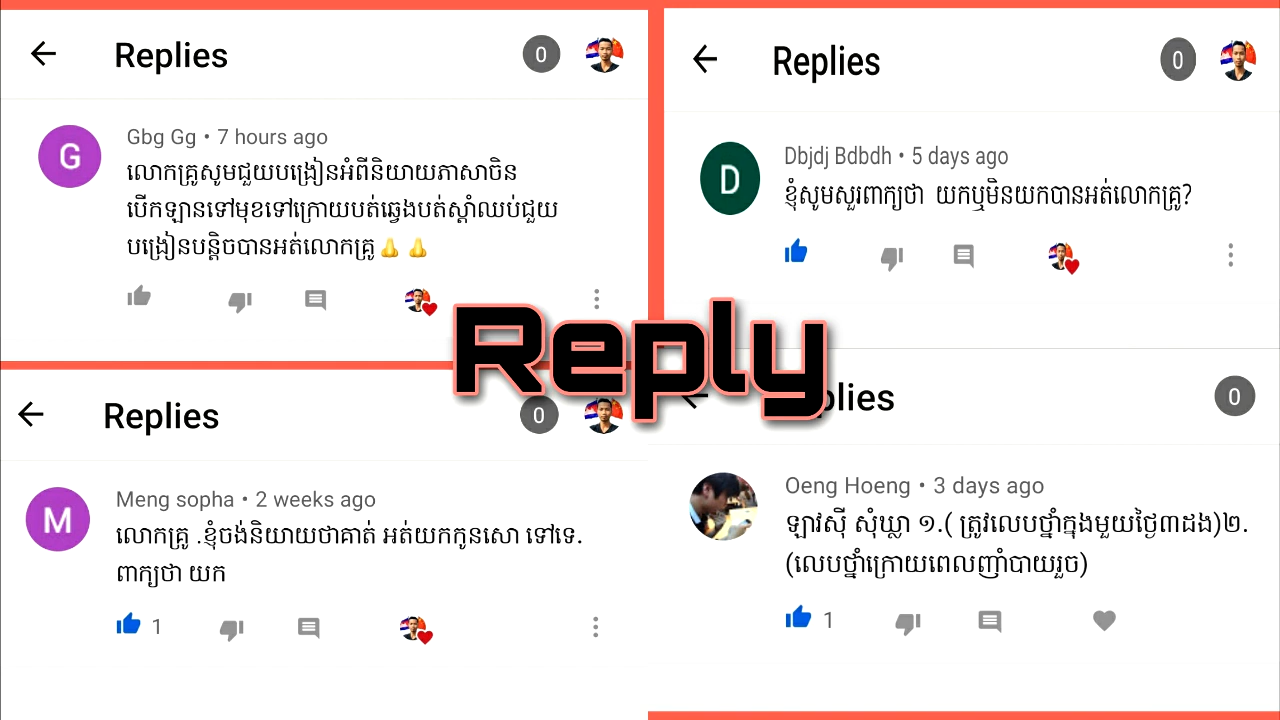 Replies
0
Gbg Gg • 7 hours ago
លោកគ្រូសូមជួយបង្រៀនអំពីនិយាយភាសាចិន
បើកឡានទៅមុខទៅក្រោយបត់ឆ្វេងបត់ស្តាំឈប់ជួយ
បង្រៀនបន្តិចបានអត់លោកគ្រូ👃👃
Replies
0
Dbjdj Bdbdh • 5 days ago
ខ្ញុំសូមសួរពាក្យថា យកឬមិនយកបានអត់លោកគ្រូ?
Reply
Replies
0
Meng sopha • 2 weeks ago
លោកគ្រូ .ខ្ញុំចង់និយាយថាគាត់ អត់យកកូនសោ ទៅទេ.
ពាក្យថា យក
1
plies
0
Oeng Hoeng • 3 days ago
ឡាវស៊ី សុំឃ្លា ១.( ត្រូវលេបថ្នាំក្នុងមួយថ្ងៃ៣ដង)២.
(លេបថ្នាំក្រោយពេលញាំបាយរួច)
1
G
D
M